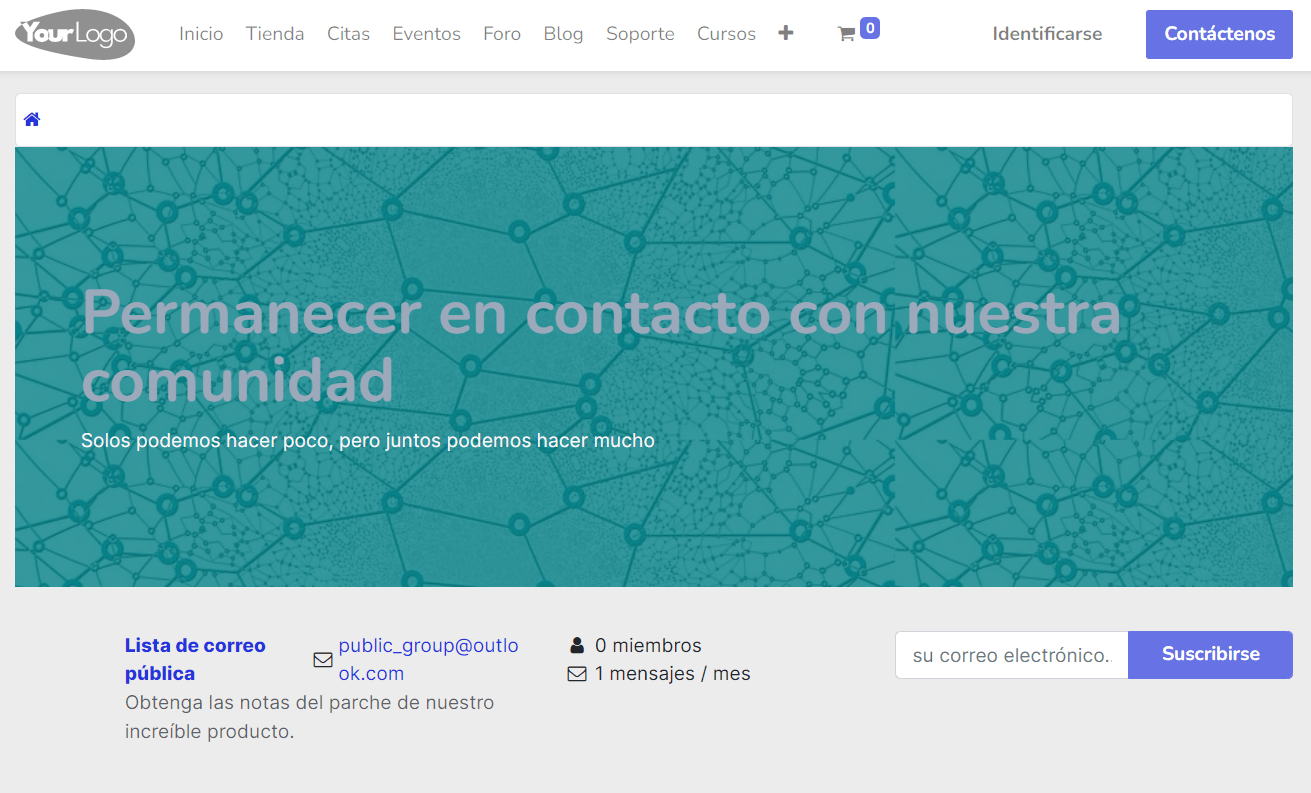 YourLogo Inicio Tienda Citas Eventos Foro Blog Soporte Cursos 0 Identificarse Contáctenos
Permanecer en contacto con nuestra
comunidad
Solos podemos hacer poco, pero juntos podemos hacer mucho
Lista de correo
pública
Obtenga las notas del parche de nuestro
increíble producto.
public_group@outlo
ok.com
0 miembros
1 mensajes / mes
su correo electrónico..
Suscribirse